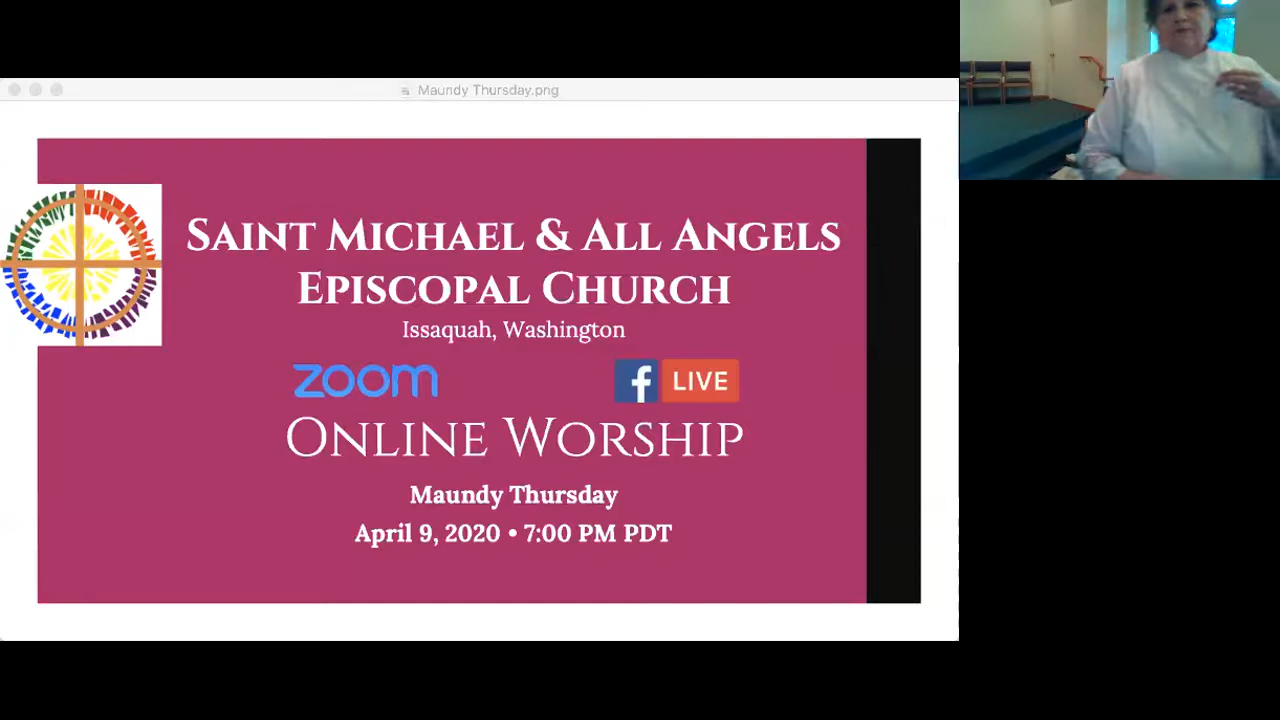 Maundy Thursday.png
SAINT MICHAEL & ALL ANGELS
EPISCOPAL CHURCH
Issaquah, Washington
zoom
f LIVE
ONLINE WORSHIP
Maundy Thursday
April 9, 2020 • 7:00 PM PDT